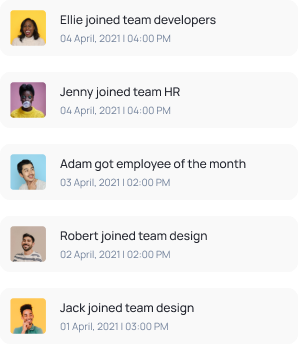 Ellie joined team developers
04 April, 2021 | 04:00 PM
Jenny joined team HR
04 April, 2021 | 04:00 PM
Adam got employee of the month
03 April, 2021 | 02:00 PM
Robert joined team design
02 April, 2021 | 02:00 PM
Jack joined team design
01 April, 2021 | 03:00 PM